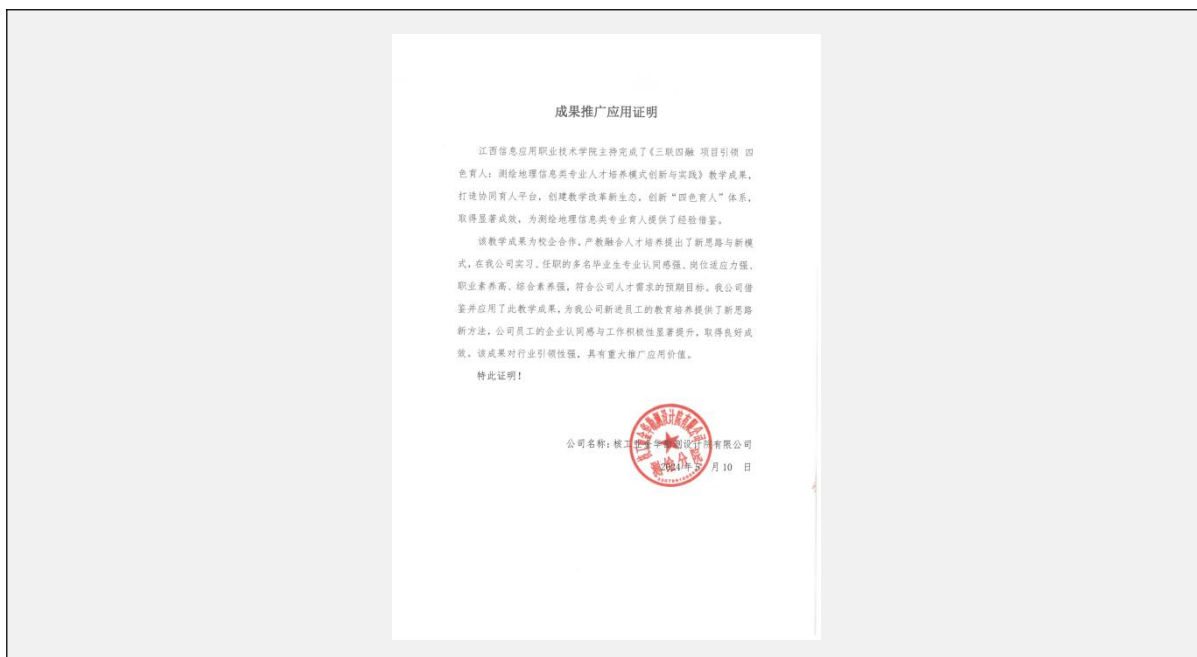 成果推广应用证明
江西信息应用职业技术学院主持完成了《三联四融 项目引领 四
色育人：测绘地理信息类专业人才培养模式创新与实践》教学成果，
打造协同育人平台，创建教学改革新生态，创新“四色育人”体系，
取得显著成效，为测绘地理信息类专业育人提供了经验借鉴。
该教学成果为校企合作、产教融合人才培养提出了新思路与新模
式，在我公司实习、任职的多名毕业生专业认同感强、岗位适应力强、
职业素养高、综合素养强，符合公司人才需求的预期目标。我公司借
鉴并应用了此教学成果，为我公司新进员工的教育培养提供了新思路
新方法，公司员工的企业认同感与工作积极性显著提升，取得良好成
效。该成果对行业引领性强，具有重大推广应用价值。
特此证明！
公司名称：核工业金华勘测设计院有限公司
2024年5月10 日
测绘分院